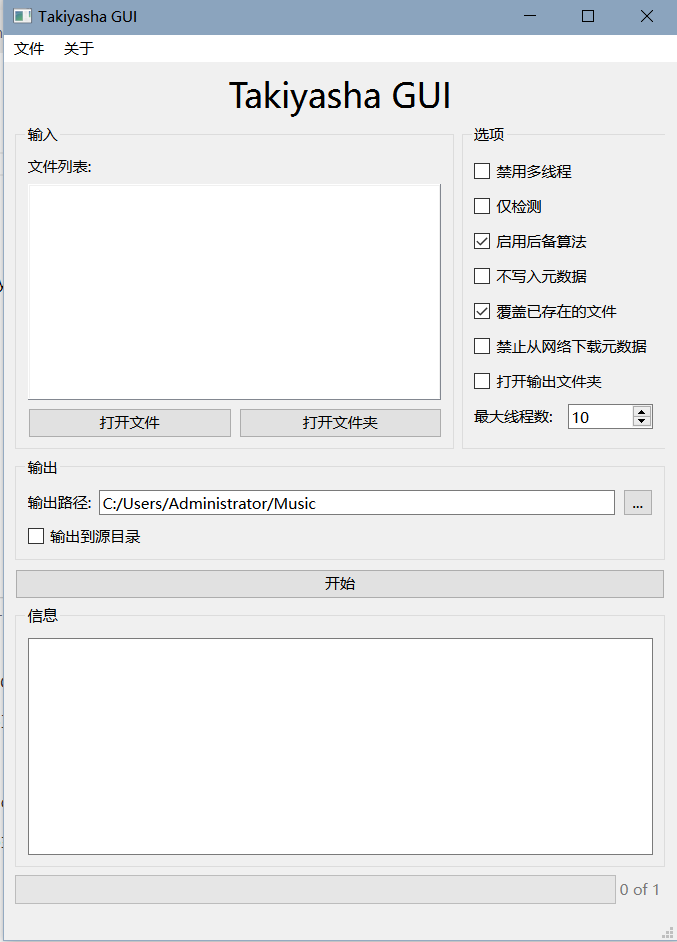 Takiyasha GUI
文件 关于
Takiyasha GUI
输入
文件列表:
打开文件 打开文件夹
选项
禁用多线程
仅检测
启用后备算法
不写入元数据
覆盖已存在的文件
禁止从网络下载元数据
打开输出文件夹
最大线程数: 10
输出
输出路径: C:/Users/Administrator/Music ...
输出到源目录
开始
信息
0 of 1